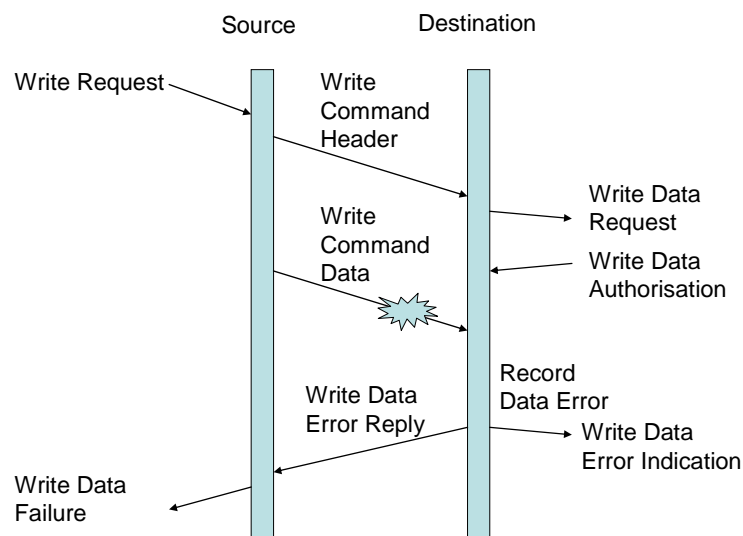 Source
Destination
Write Request
Write
Command
Header
Write Data
Request
Write
Command
Data
Write Data
Authorisation
Record
Data Error
Write Data
Error Reply
Write Data
Error Indication
Write Data
Failure